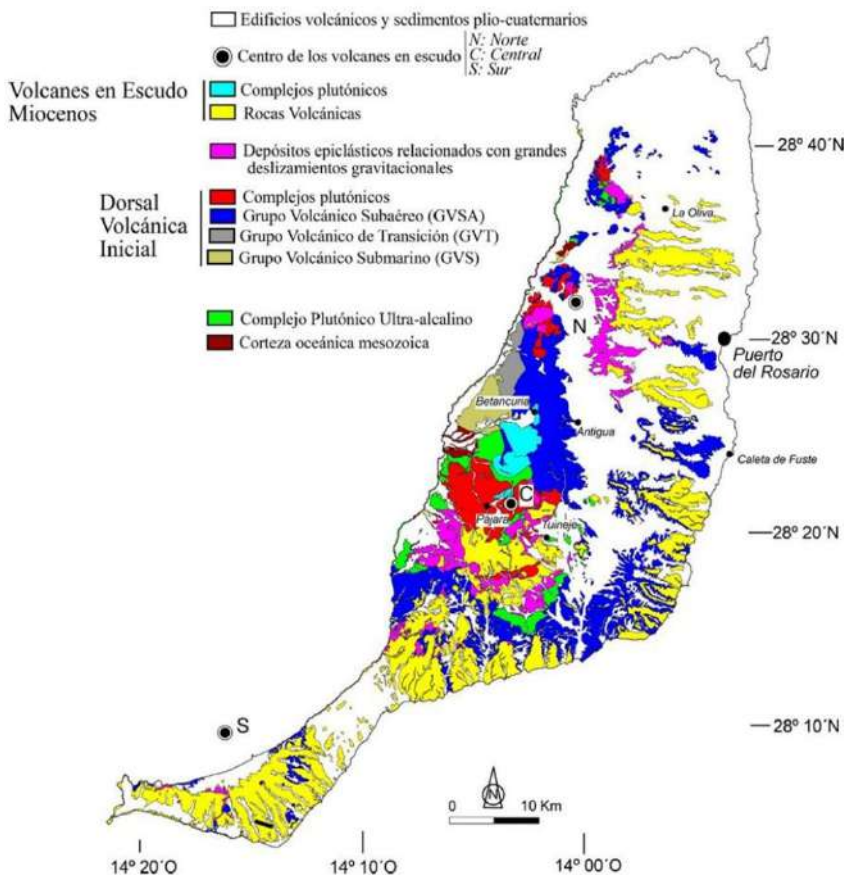 Edificios volcánicos y sedimentos plio-cuaternarios
Centro de los volcanes en escudo
N: Norte
C: Central
S: Sur
Volcanes en Escudo
Miocenos
Complejos plutónicos
Rocas Volcánicas
Depósitos epiclásticos relacionados con grandes
deslizamientos gravitacionales
Dorsal
Volcánica
Inicial
Complejos plutónicos
Grupo Volcánico Subaéreo (GVSA)
Grupo Volcánico de Transición (GVT)
Grupo Volcánico Submarino (GVS)
Complejo Plutónico Ultra-alcalino
Corteza oceánica mesozoica
28º 40´N
La Oliva
N
28º 30´N
Puerto
del Rosario
Betancuria
Antigua
Caleta de Fuste
C
Pájara
Tuineje
28º 20´N
S
28º 10´N
N
0 10 Km
14º 20´O
14º 10´O
14º 00´O